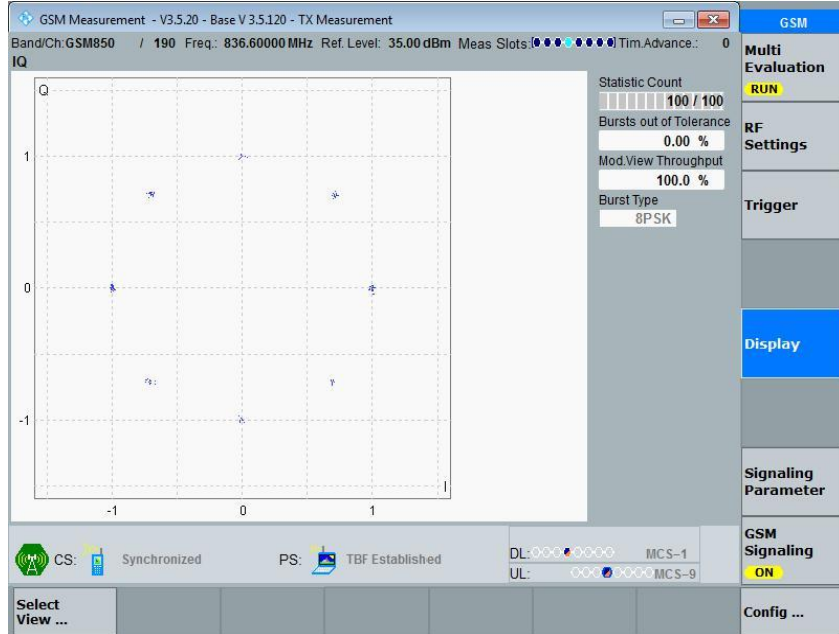 GSM Measurement - V3.5.20 - Base V 3.5.120 - TX Measurement
Band/Ch: GSM850 / 190 Freq.: 836.60000 MHz Ref. Level: 35.00 dBm Meas Slots: Tim.Advance.: 0
IQ
Q
1
0
-1
-1 0 1
I
Statistic Count
100 / 100
Bursts out of Tolerance
0.00 %
Mod.View Throughput
100.0 %
Burst Type
8PSK
CS: Synchronized PS: TBF Established
DL: MCS-1
UL: MCS-9
Select
View ...
GSM
Multi
Evaluation
RUN
RF
Settings
Trigger
Display
Signaling
Parameter
GSM
Signaling
ON
Config ...